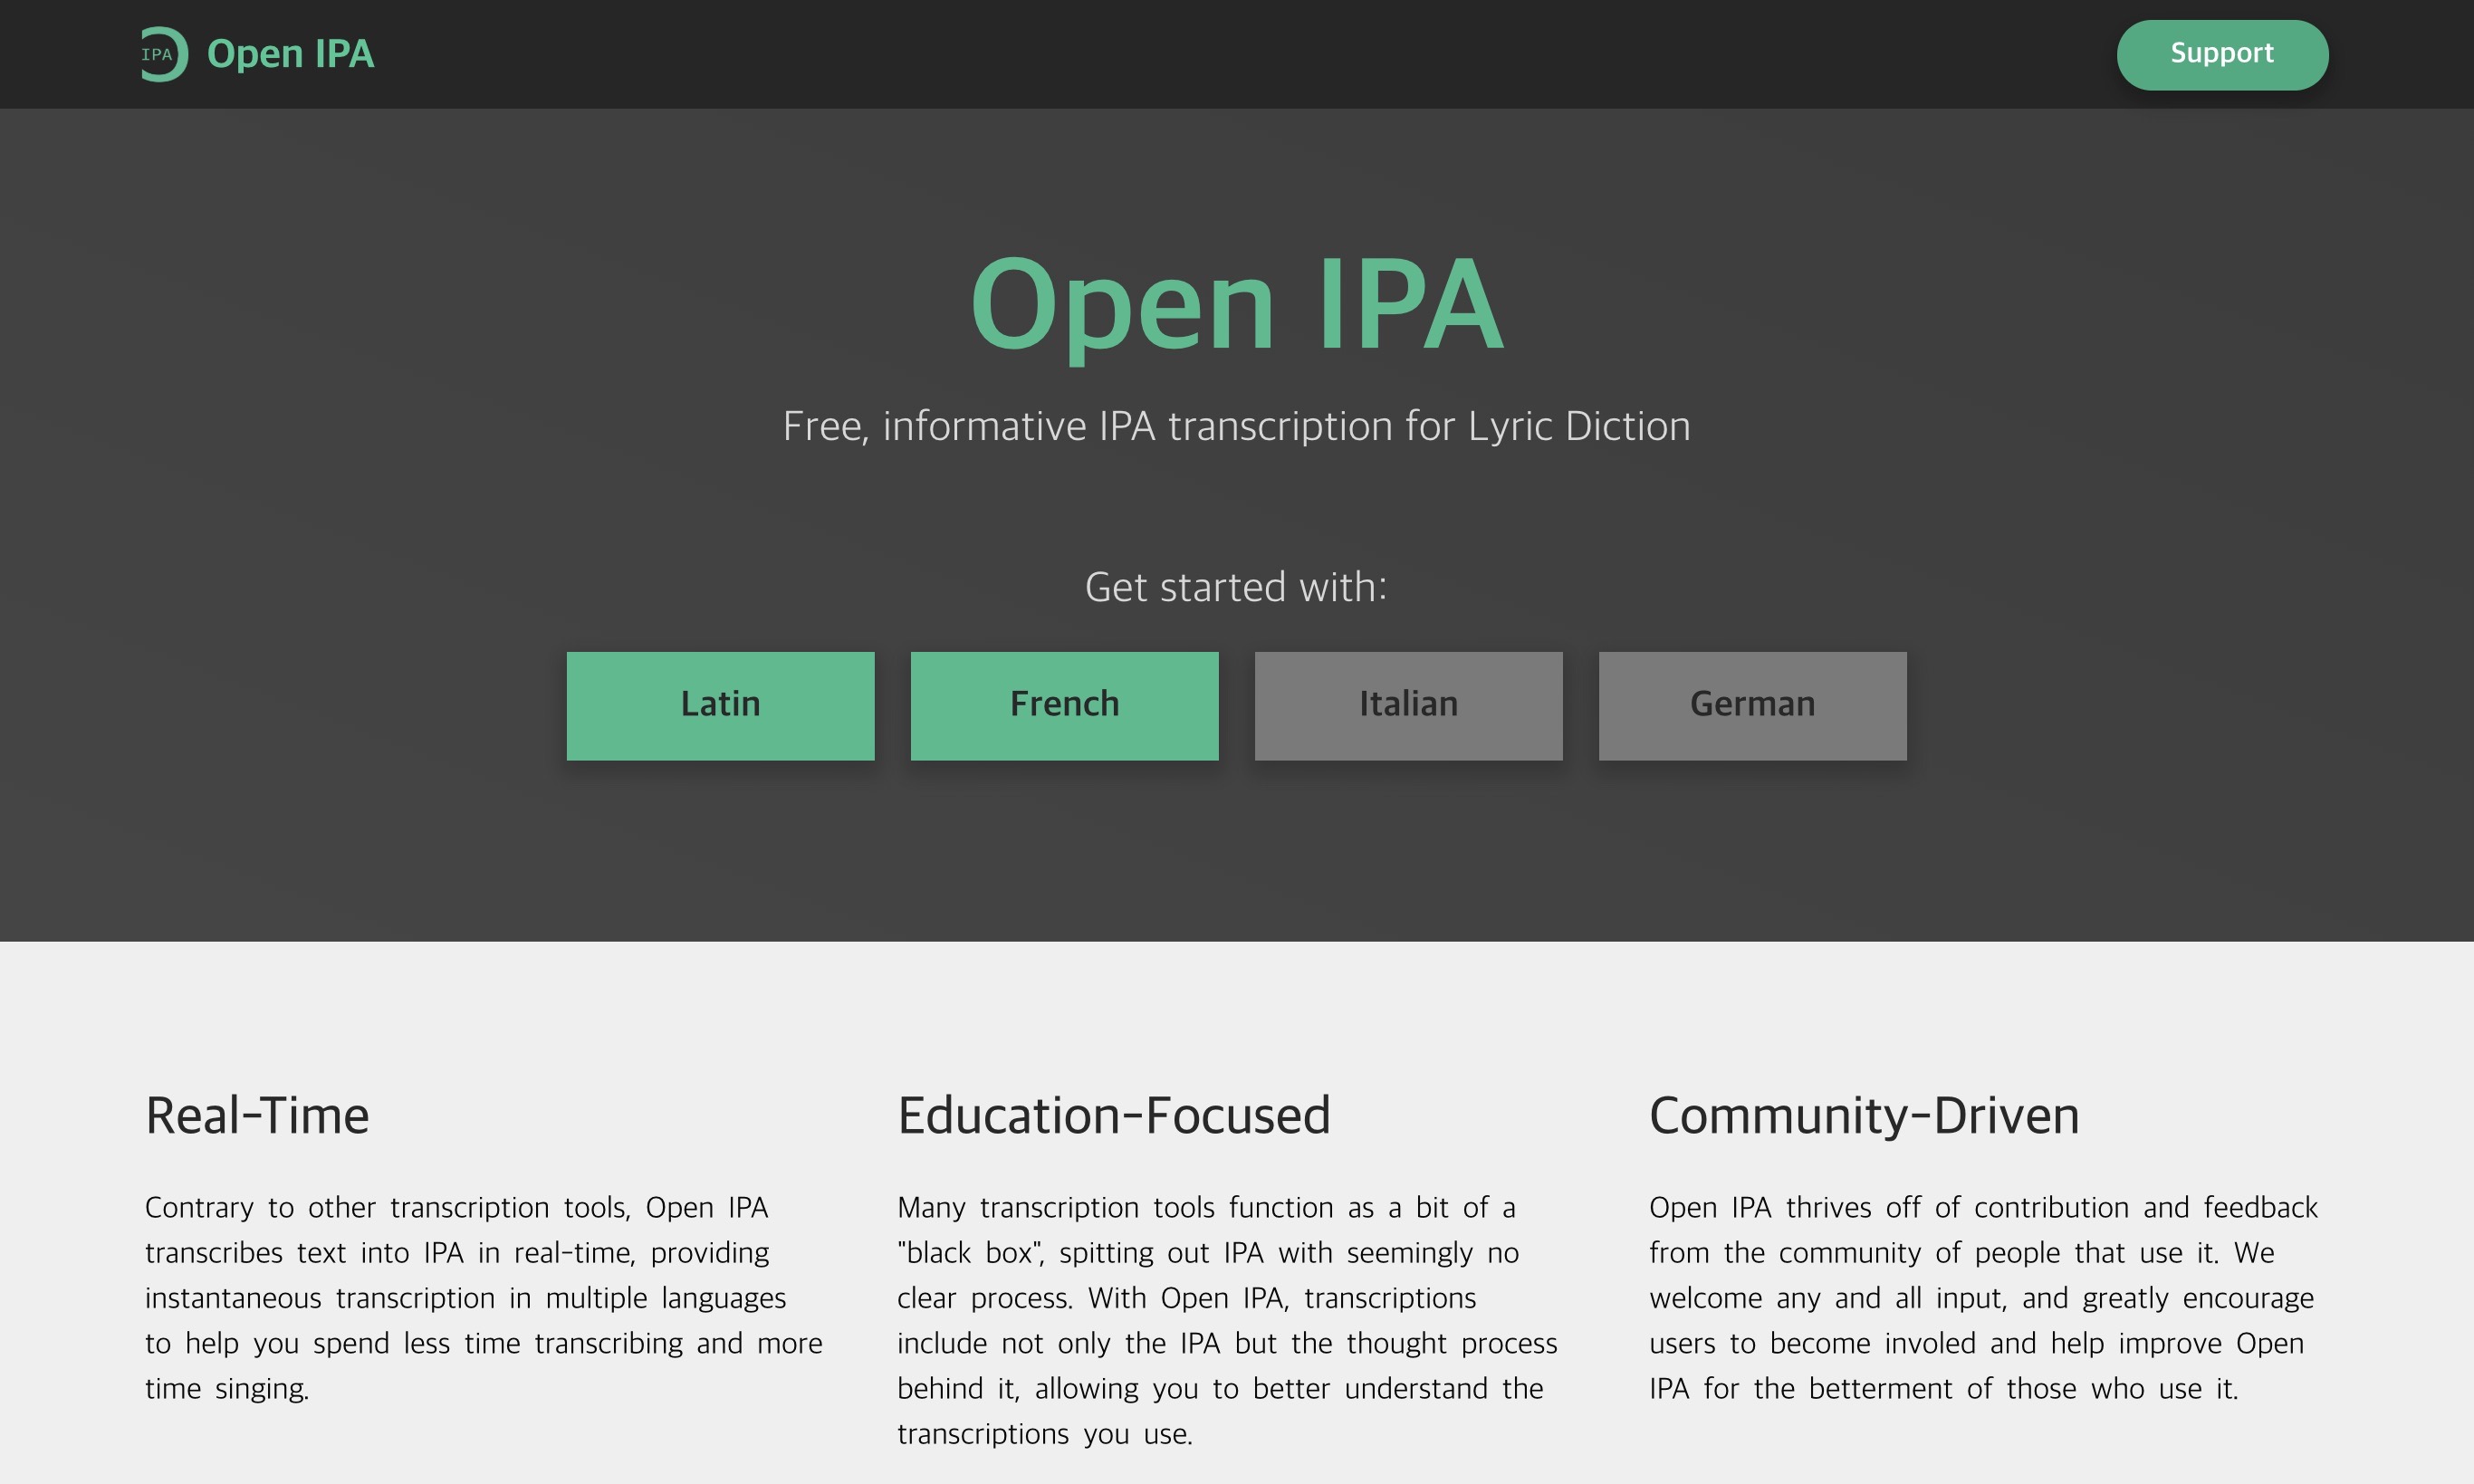 IPA Open IPA
Support
Open IPA
Free, informative IPA transcription for Lyric Diction
Get started with:
Latin
French
Italian
German
Real-Time
Contrary to other transcription tools, Open IPA
transcribes text into IPA in real-time, providing
instantaneous transcription in multiple languages
to help you spend less time transcribing and more
time singing.
Education-Focused
Many transcription tools function as a bit of a
"black box", spitting out IPA with seemingly no
clear process. With Open IPA, transcriptions
include not only the IPA but the thought process
behind it, allowing you to better understand the
transcriptions you use.
Community-Driven
Open IPA thrives off of contribution and feedback
from the community of people that use it. We
welcome any and all input, and greatly encourage
users to become involed and help improve Open
IPA for the betterment of those who use it.